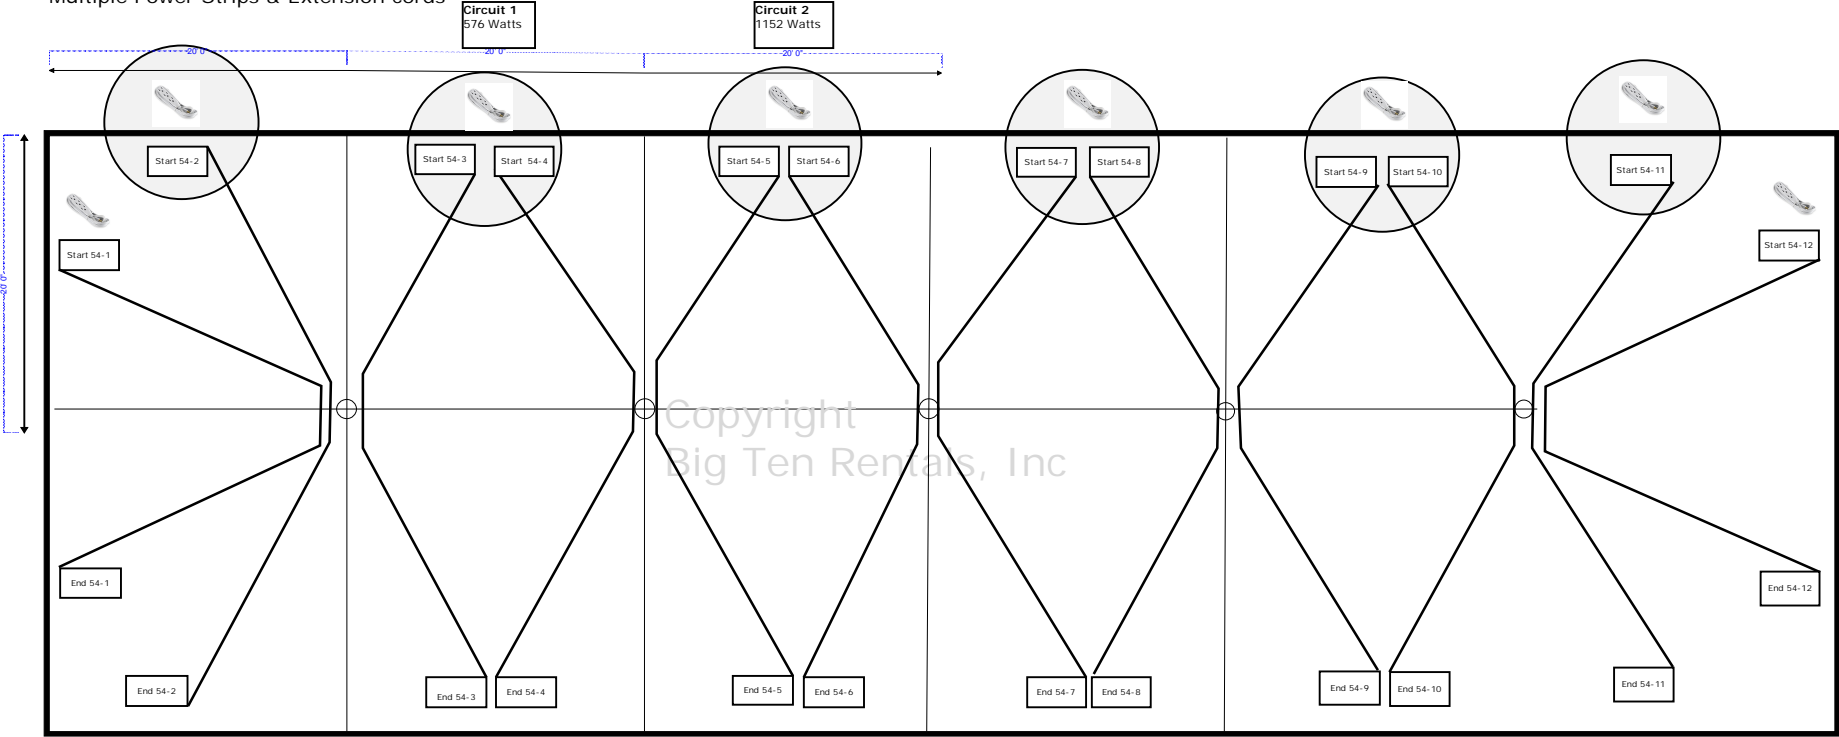 Multiple Power Strips & Extension cords
Circuit 1
576 Watts
Circuit 2
1152 Watts
20' 0"
20' 0"
20' 0"
20' 0"
Start 54-2
Start 54-3
Start 54-4
Start 54-5
Start 54-6
Start 54-7
Start 54-8
Start 54-9
Start 54-10
Start 54-11
Start 54-1
Start 54-12
Copyright
Big Ten Rentals, Inc
End 54-1
End 54-12
End 54-2
End 54-3
End 54-4
End 54-5
End 54-6
End 54-7
End 54-8
End 54-9
End 54-10
End 54-11